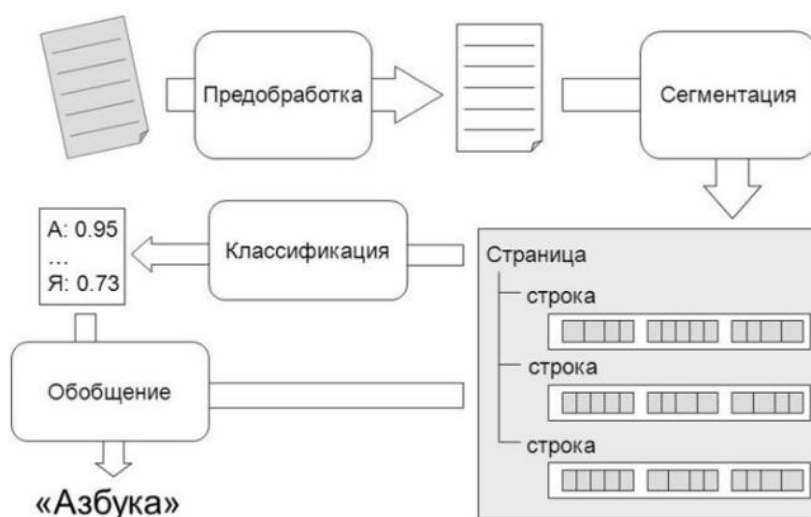 Предобработка
Сегментация
А: 0.95
...
Я: 0.73
Классификация
Страница
строка
строка
строка
Обобщение
«Азбука»